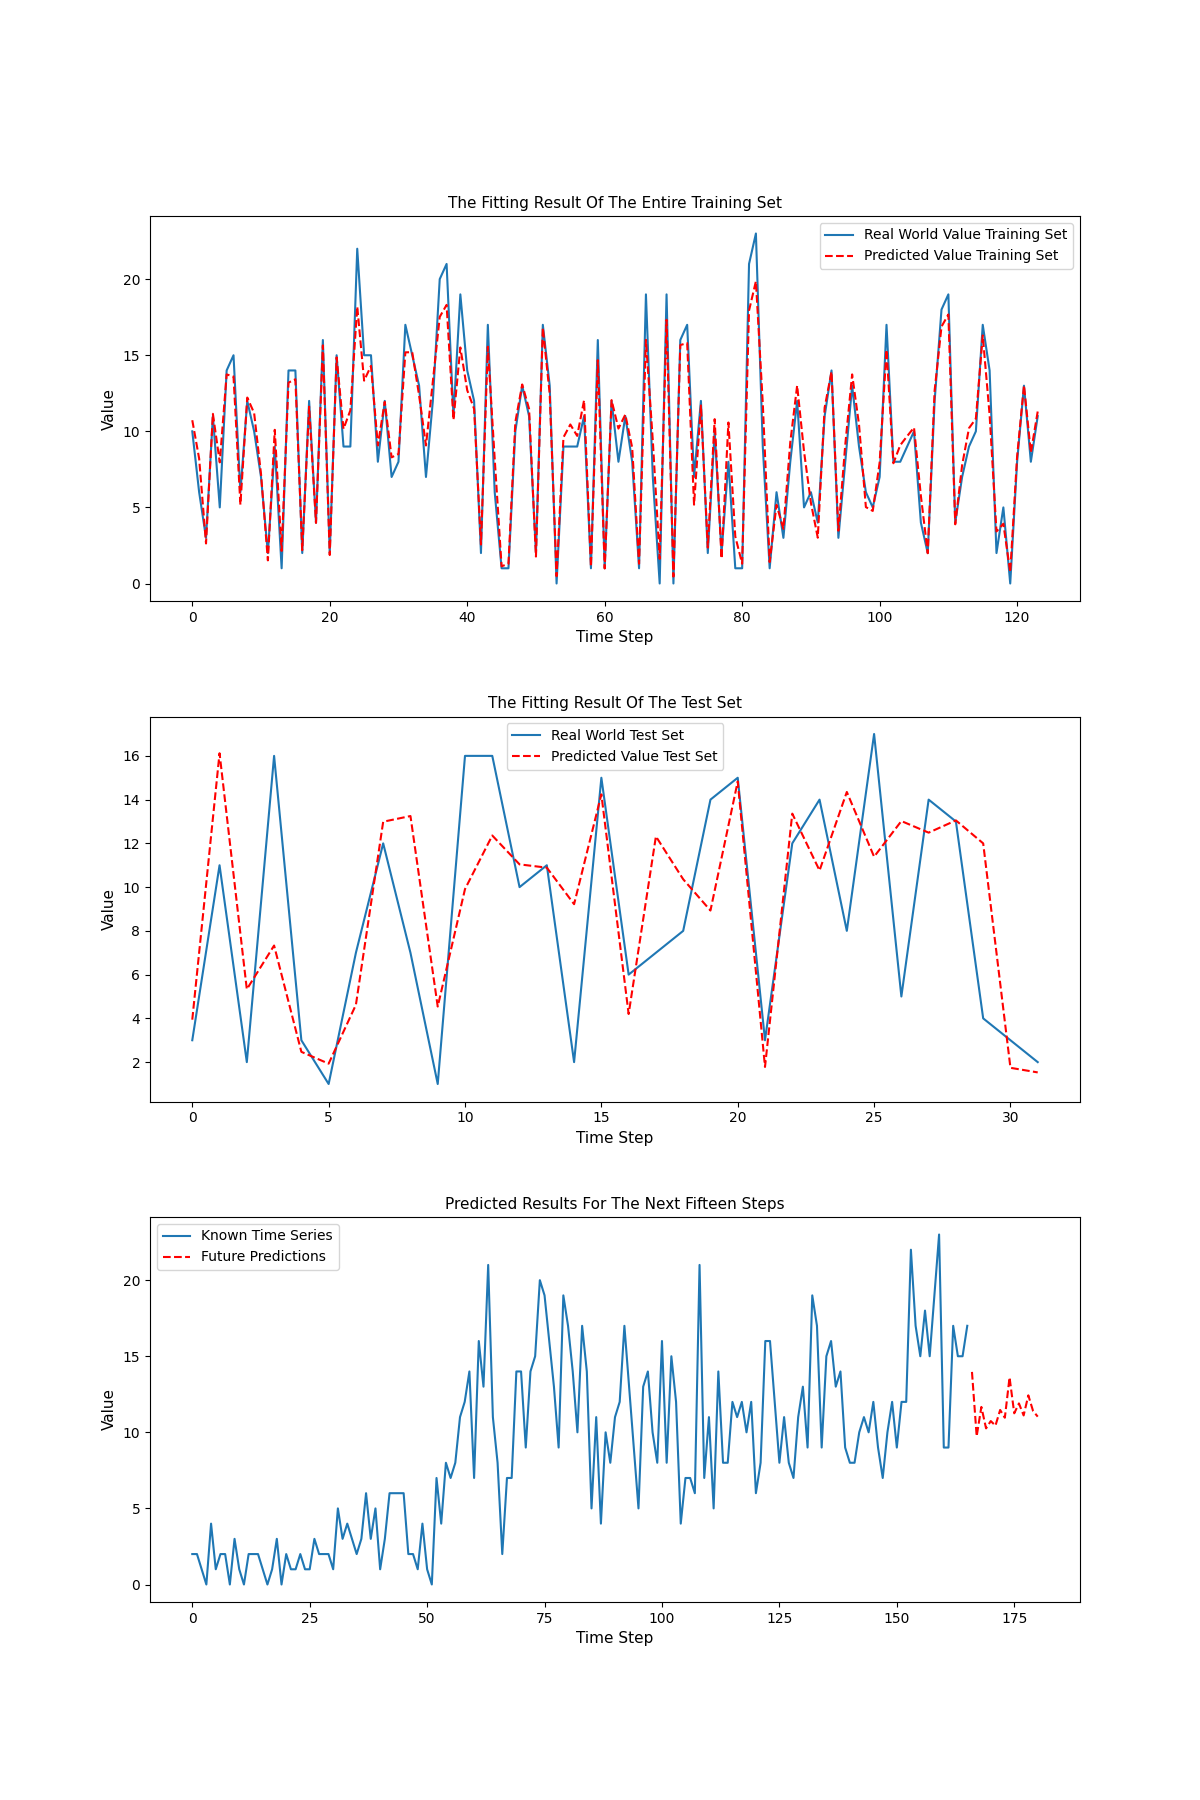 The Fitting Result Of The Entire Training Set
Real World Value Training Set
Predicted Value Training Set
Value
20
15
10
5
0
0 20 40 60 80 100 120
Time Step
The Fitting Result Of The Test Set
Real World Test Set
Predicted Value Test Set
Value
16
14
12
10
8
6
4
2
0 5 10 15 20 25 30
Time Step
Predicted Results For The Next Fifteen Steps
Known Time Series
Future Predictions
Value
20
15
10
5
0
0 25 50 75 100 125 150 175
Time Step